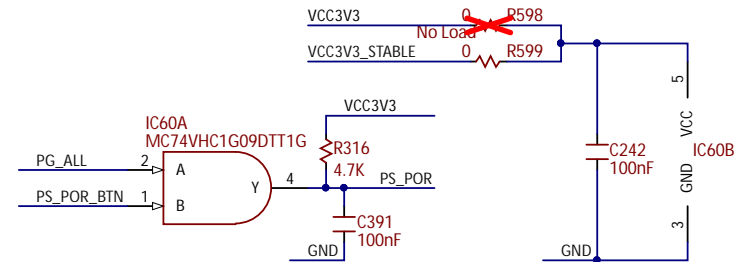 VCC3V3 0 R598
No Load
VCC3V3_STABLE 0 R599
VCC3V3
IC60A
MC74VHC1G09DTT1G
R316
4.7K
PG_ALL 2 A
Y 4 PS_POR
PS_POR_BTN 1 B
C391
100nF
GND
C242
100nF
5
VCC
IC60B
GND
3
GND